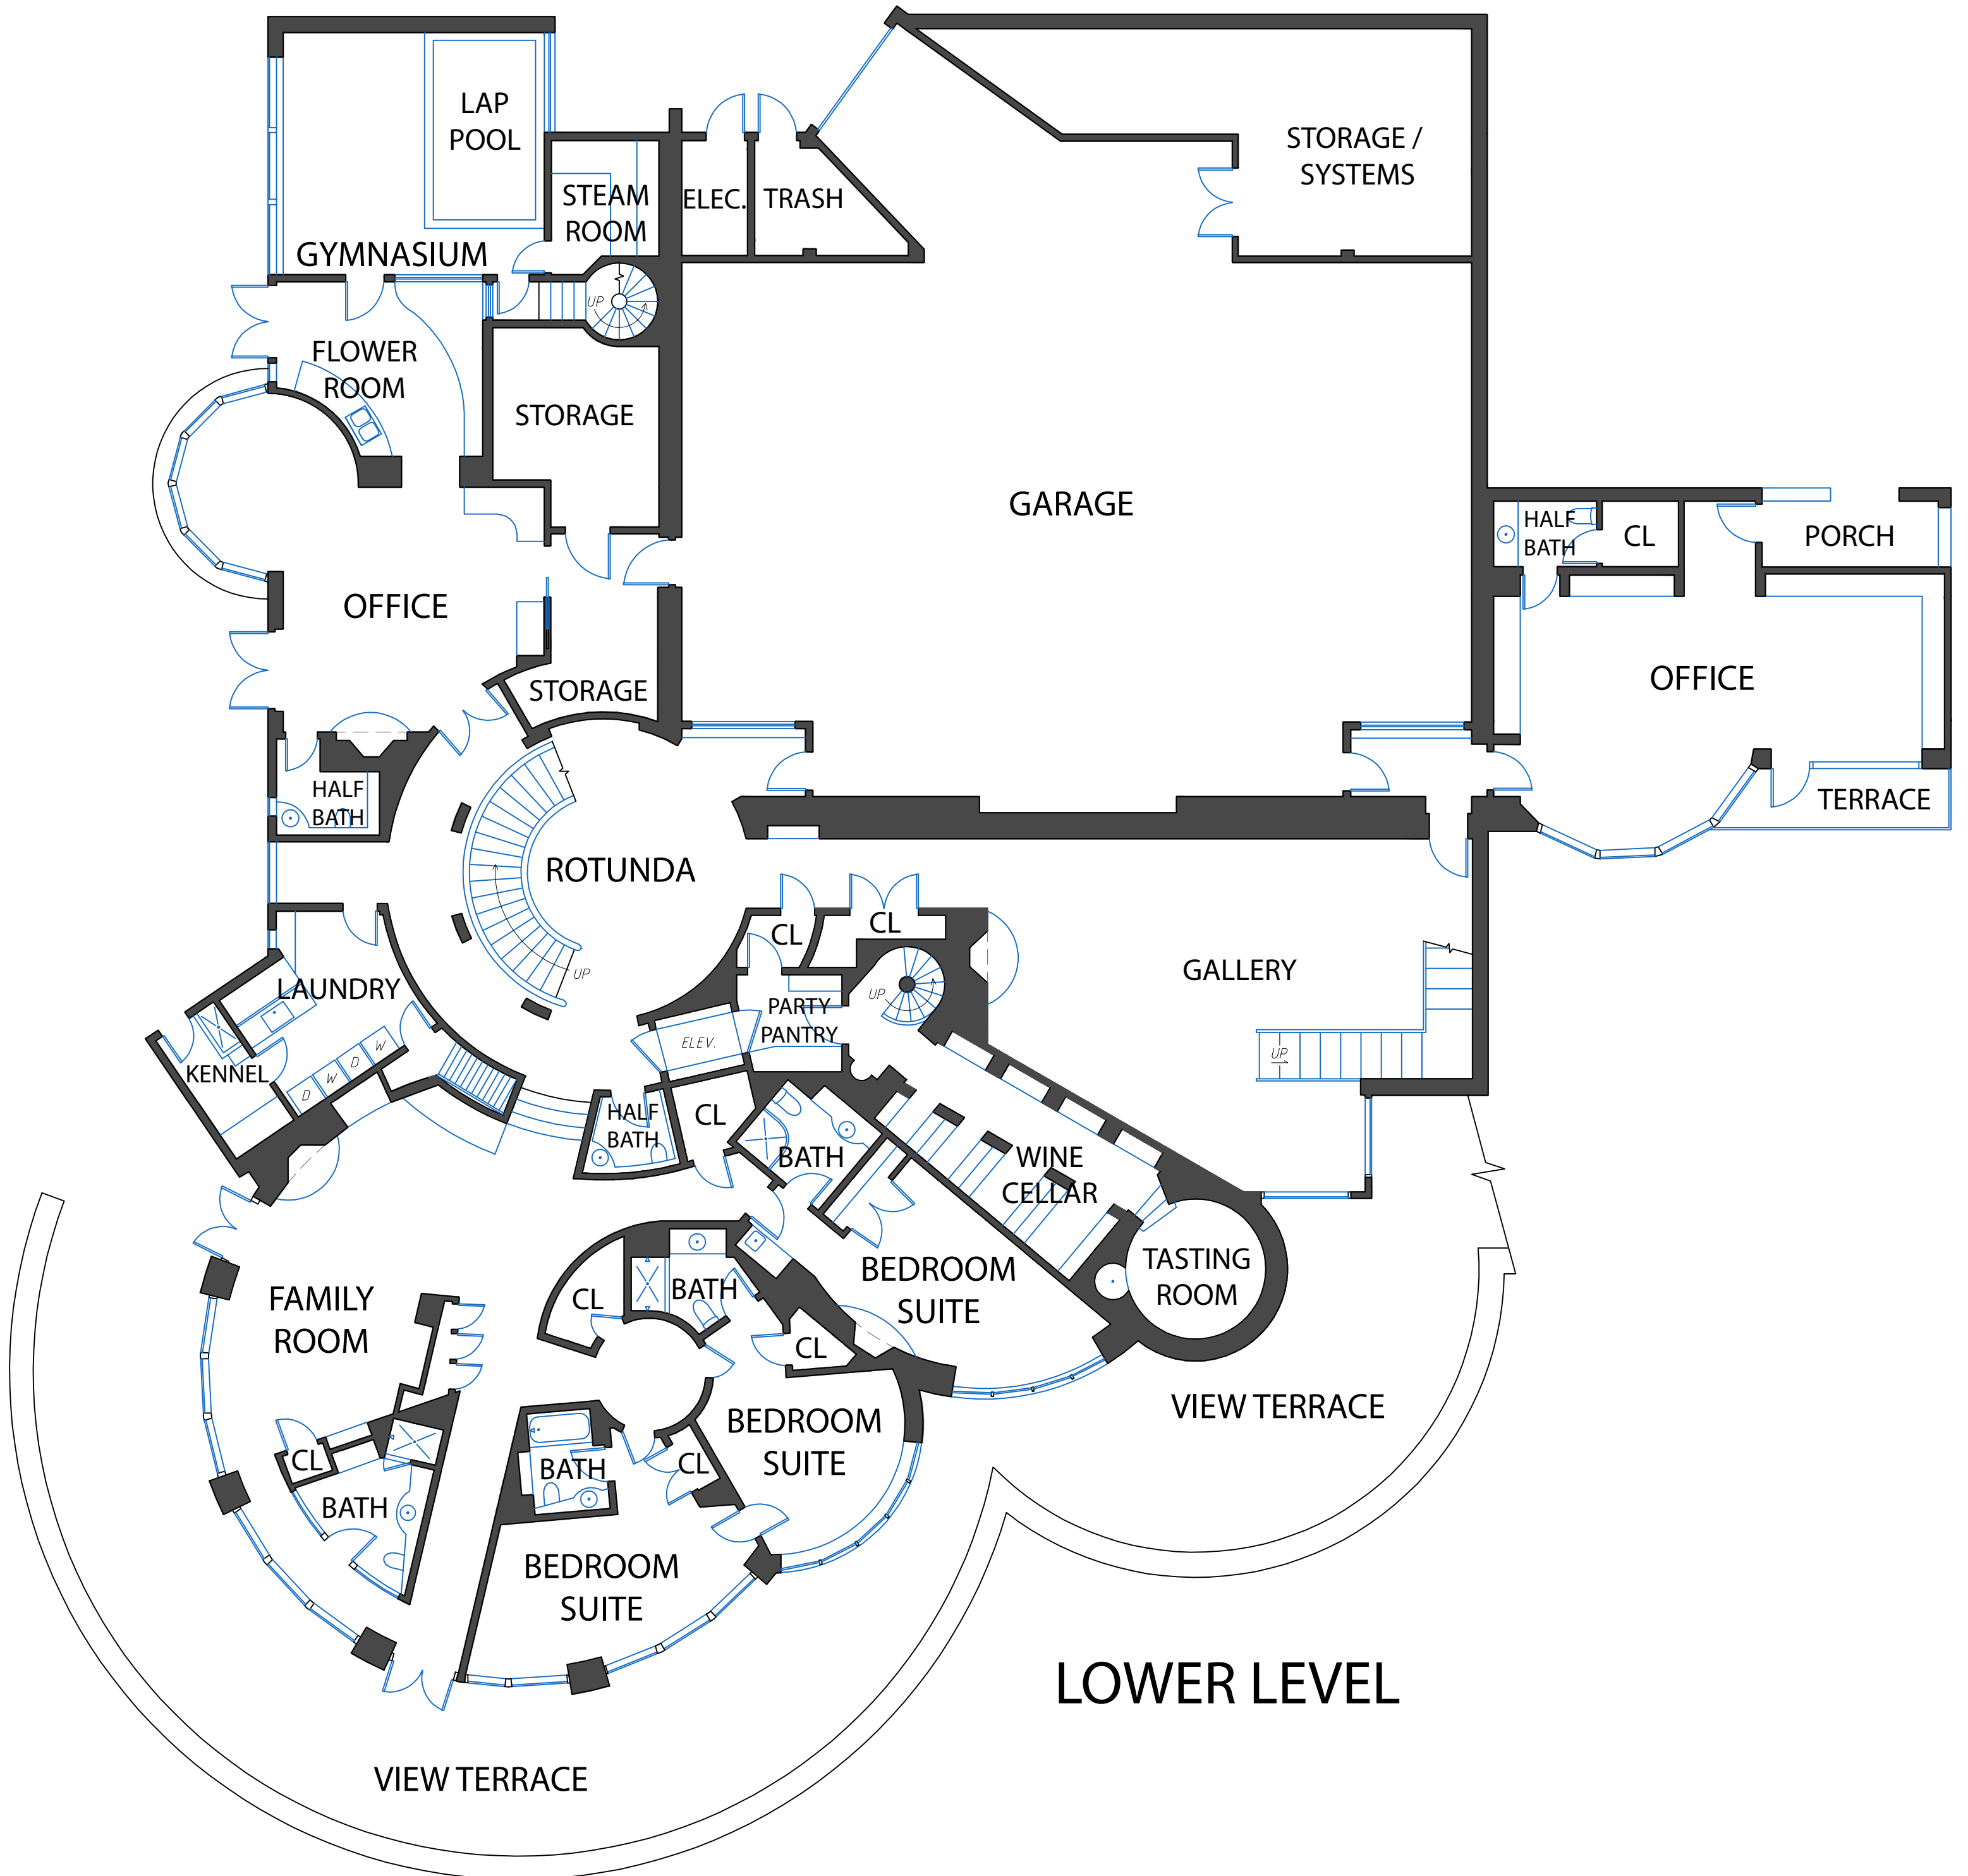 LAP
POOL
STORAGE /
SYSTEMS
STEAM
ROOM
ELEC.
TRASH
GYMNASIUM
UP
FLOWER
ROOM
STORAGE
GARAGE
HALF
BATH
CL
PORCH
OFFICE
STORAGE
OFFICE
HALF
BATH
TERRACE
ROTUNDA
CL
CL
UP
GALLERY
LAUNDRY
UP
PARTY
PANTRY
ELEV.
UP
KENNEL
D
W
D
W
HALF
BATH
CL
BATH
WINE
CELLAR
TASTING
ROOM
BEDROOM
SUITE
FAMILY
ROOM
CL
BATH
CL
VIEW TERRACE
BEDROOM
SUITE
CL
BATH
CL
BATH
BEDROOM
SUITE
LOWER LEVEL
VIEW TERRACE